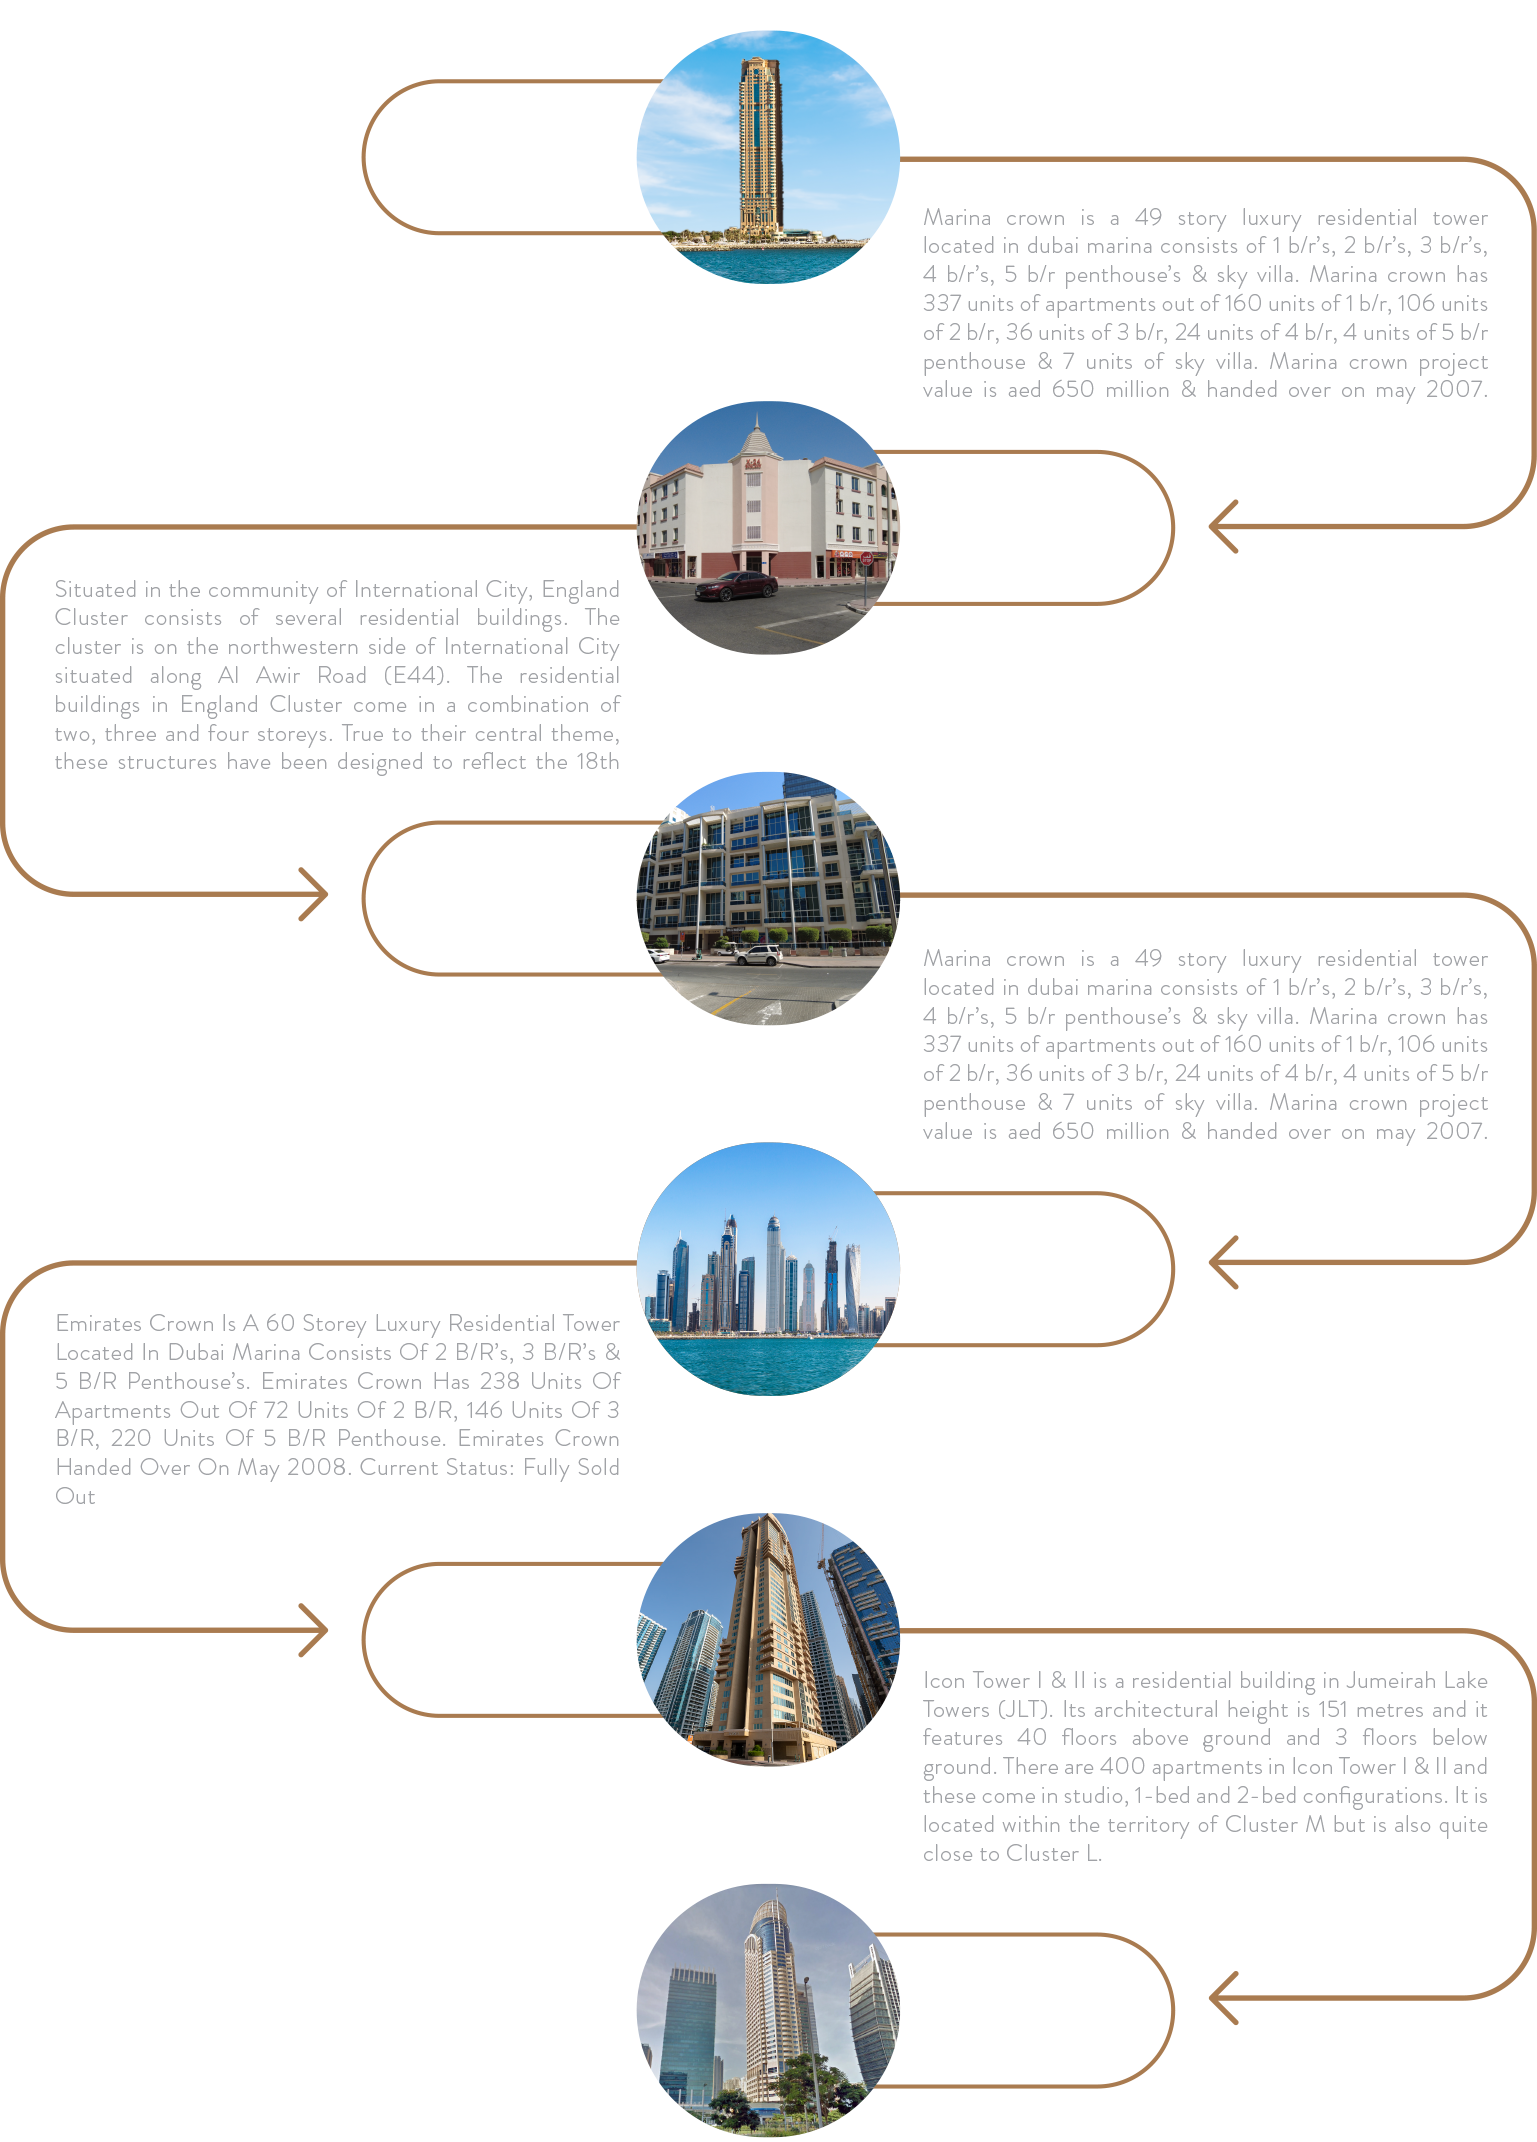 Marina crown is a 49 story luxury residential tower
located in dubai marina consists of 1 b/r’s, 2 b/r’s, 3 b/r’s,
4 b/r’s, 5 b/r penthouse’s & sky villa. Marina crown has
337 units of apartments out of 160 units of 1 b/r, 106 units
of 2 b/r, 36 units of 3 b/r, 24 units of 4 b/r, 4 units of 5 b/r
penthouse & 7 units of sky villa. Marina crown project
value is aed 650 million & handed over on may 2007.
Situated in the community of International City, England
Cluster consists of several residential buildings. The
cluster is on the northwestern side of International City
situated along Al Awir Road (E44). The residential
buildings in England Cluster come in a combination of
two, three and four storeys. True to their central theme,
these structures have been designed to reflect the 18th
Marina crown is a 49 story luxury residential tower
located in dubai marina consists of 1 b/r’s, 2 b/r’s, 3 b/r’s,
4 b/r’s, 5 b/r penthouse’s & sky villa. Marina crown has
337 units of apartments out of 160 units of 1 b/r, 106 units
of 2 b/r, 36 units of 3 b/r, 24 units of 4 b/r, 4 units of 5 b/r
penthouse & 7 units of sky villa. Marina crown project
value is aed 650 million & handed over on may 2007.
Emirates Crown Is A 60 Storey Luxury Residential Tower
Located In Dubai Marina Consists Of 2 B/R’s, 3 B/R’s &
5 B/R Penthouse’s. Emirates Crown Has 238 Units Of
Apartments Out Of 72 Units Of 2 B/R, 146 Units Of 3
B/R, 220 Units Of 5 B/R Penthouse. Emirates Crown
Handed Over On May 2008. Current Status: Fully Sold
Out
Icon Tower I & II is a residential building in Jumeirah Lake
Towers (JLT). Its architectural height is 151 metres and it
features 40 floors above ground and 3 floors below
ground. There are 400 apartments in Icon Tower I & II and
these come in studio, 1-bed and 2-bed configurations. It is
located within the territory of Cluster M but is also quite
close to Cluster L.